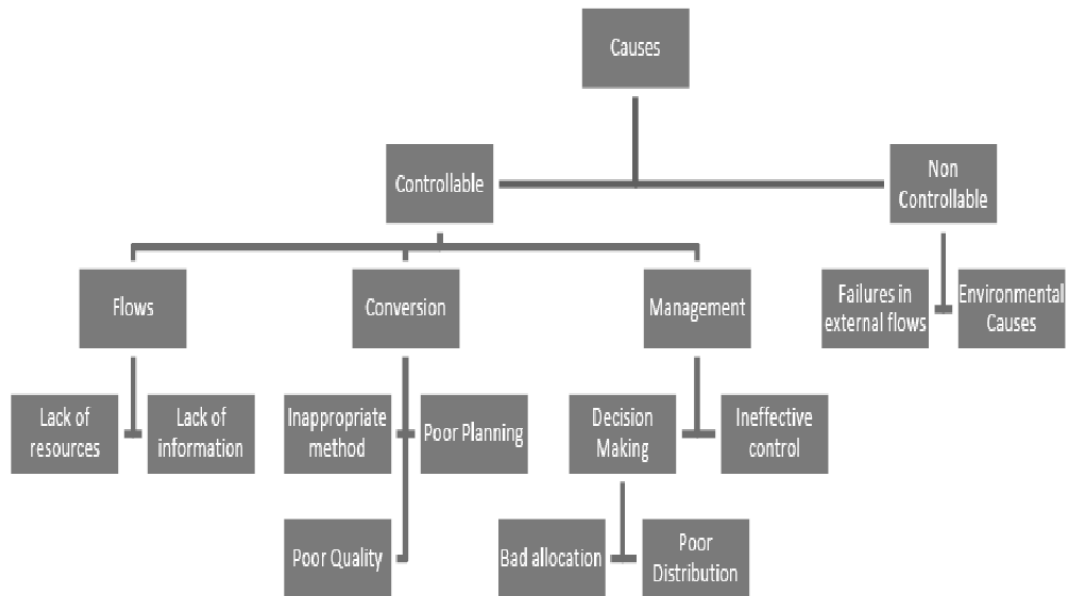 Causes
Controllable
Non
Controllable
Flows
Conversion
Management
Failures in
external flows
Environmental
Causes
Lack of
resources
Lack of
information
Inappropriate
method
Poor Planning
Decision
Making
Ineffective
control
Poor Quality
Bad allocation
Poor
Distribution